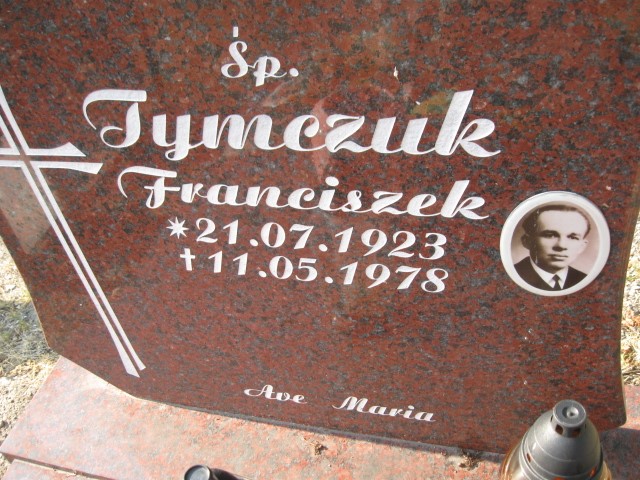 Śp.
Tymczuk
Franciszek
*21.07.1923
†11.05.1978
Ave Maria